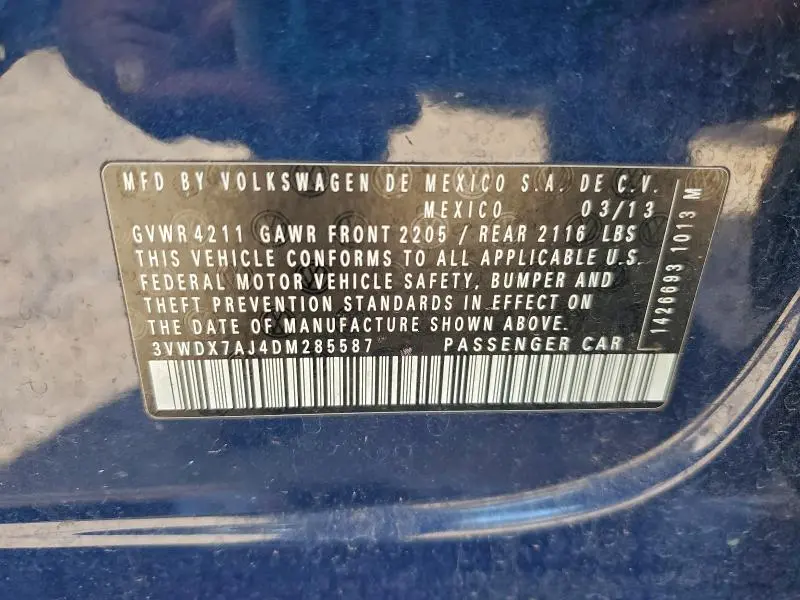 MFD BY VOLKSWAGEN DE MEXICO S.A. DE C.V.
MEXICO 03/13
GVWR 4211 GAWR FRONT 2205 / REAR 2116 LBS
THIS VEHICLE CONFORMS TO ALL APPLICABLE U.S.
FEDERAL MOTOR VEHICLE SAFETY, BUMPER AND
THEFT PREVENTION STANDARDS IN EFFECT ON
THE DATE OF MANUFACTURE SHOWN ABOVE.
3VWDX7AJ4DM285587 PASSENGER CAR
1426693 1013 M